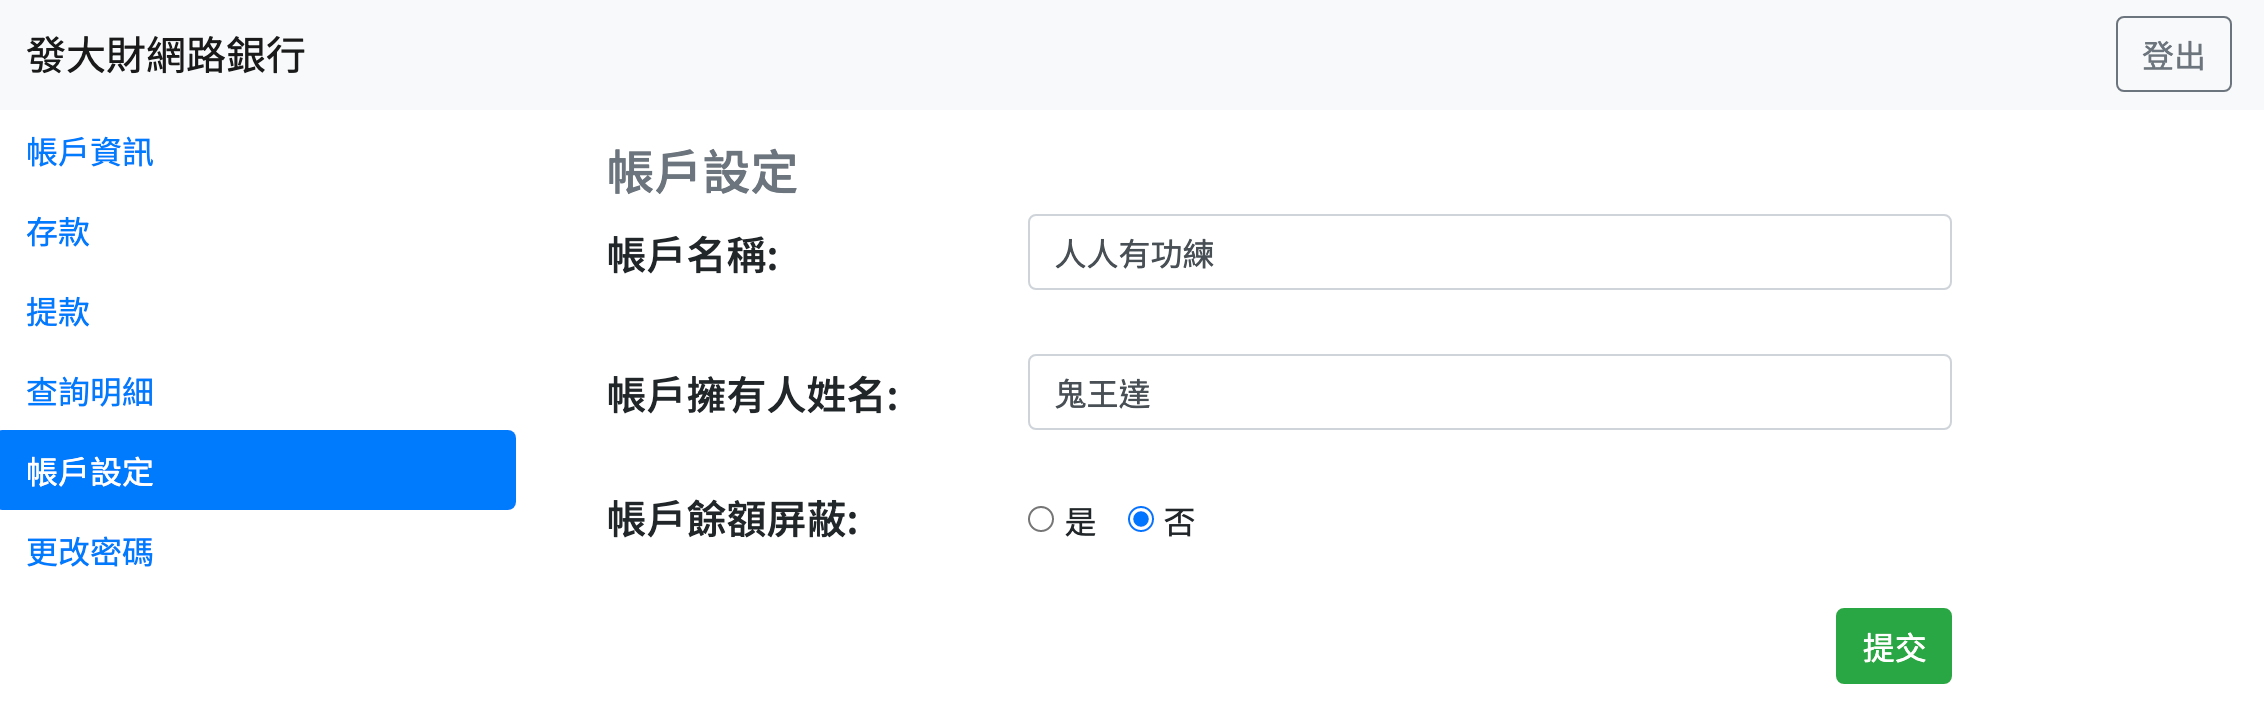 發大財網路銀行
登出
帳戶資訊
存款
提款
查詢明細
帳戶設定
更改密碼
帳戶設定
帳戶名稱:
人人有功練
帳戶擁有人姓名:
鬼王達
帳戶餘額屏蔽:
是 否
提交